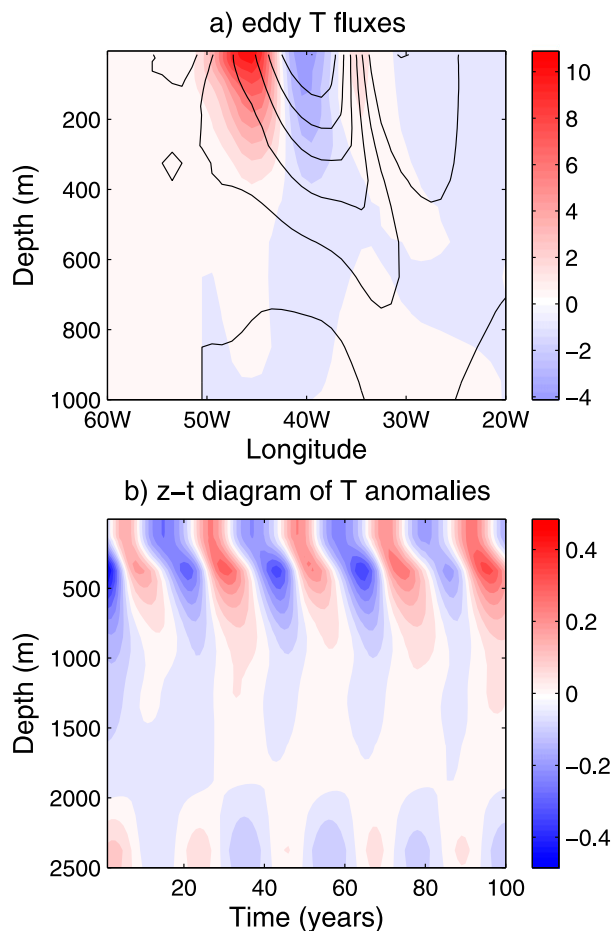 a) eddy T fluxes
Depth (m)
200
400
600
800
1000
60W 50W 40W 30W 20W
Longitude
10
8
6
4
2
0
−2
−4
b) z−t diagram of T anomalies
Depth (m)
500
1000
1500
2000
2500
20 40 60 80 100
Time (years)
0.4
0.2
0
−0.2
−0.4